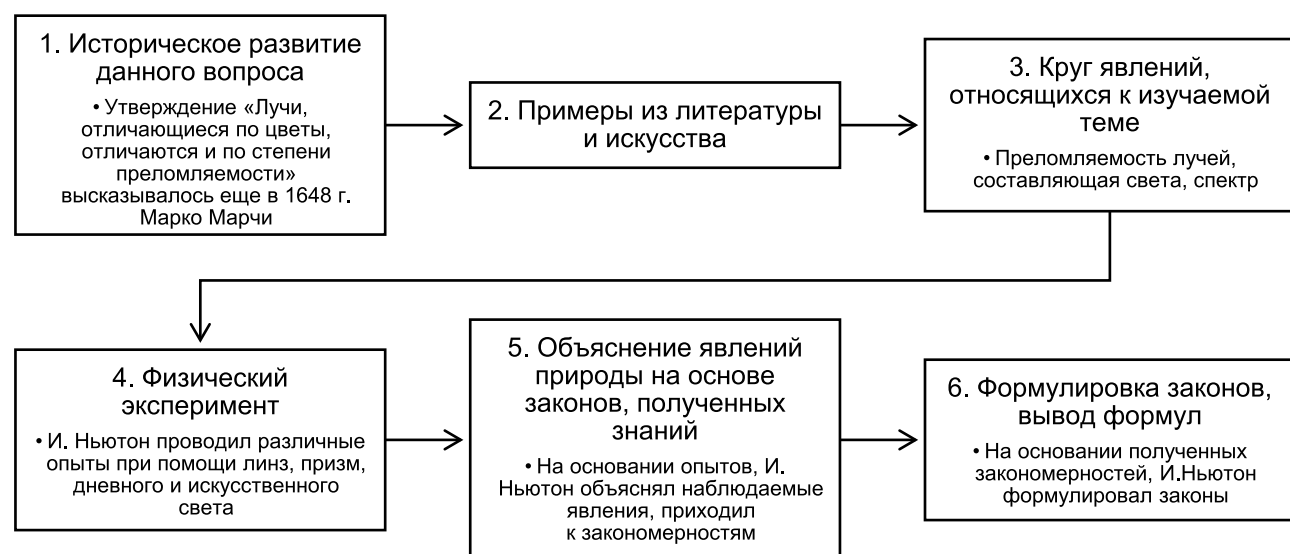 1. Историческое развитие
данного вопроса
• Утверждение «Лучи,
отличающиеся по цветы,
отличаются и по степени
преломляемости»
высказывалось еще в 1648 г.
Марко Марчи
2. Примеры из литературы
и искусства
3. Круг явлений,
относящихся к изучаемой
теме
• Преломляемость лучей,
составляющая света, спектр
4. Физический
эксперимент
• И. Ньютон проводил различные
опыты при помощи линз, призм,
дневного и искусственного
света
5. Объяснение явлений
природы на основе
законов, полученных
знаний
• На основании опытов, И.
Ньютон объяснял наблюдаемые
явления, приходил
к закономерностям
6. Формулировка законов,
вывод формул
• На основании полученных
закономерностей, И.Ньютон
формулировал законы